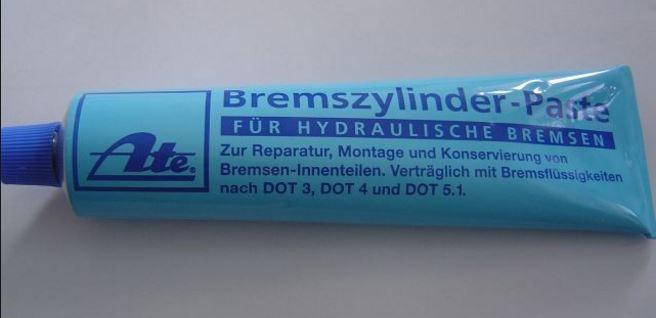 Bremszylinder-Paste
FÜR HYDRAULISCHE BREMSEN
Ate®
Zur Reparatur, Montage und Konservierung von
Bremsen-Innenteilen. Verträglich mit Bremsflüssigkeiten
nach DOT 3, DOT 4 und DOT 5.1.